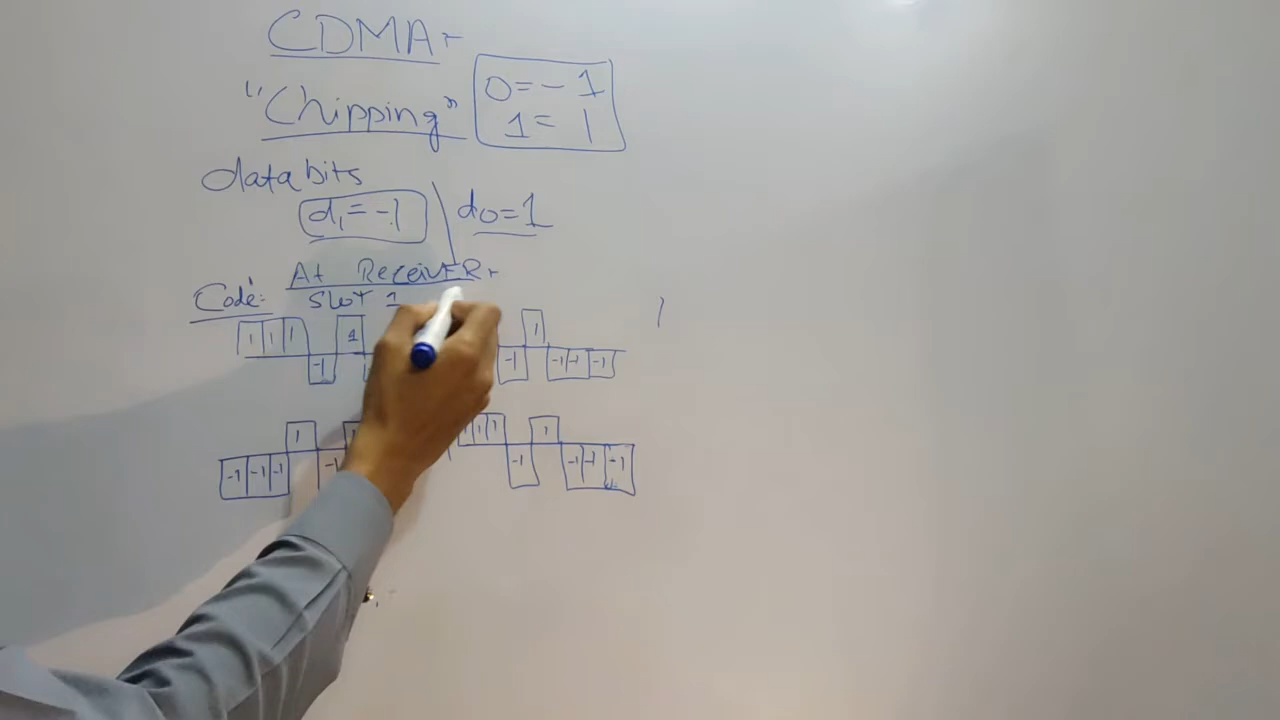 CDMA:-
0 = -1
"Chipping"
1 = 1
data bits
d₁ = -1
d0 = 1
At Receiver:-
Code:-
Slot 1
1 1 1 -1 1
-1 1 -1 -1 -1
-1 -1 -1 1 -1 1
1 1 1 -1 1 -1 -1 -1